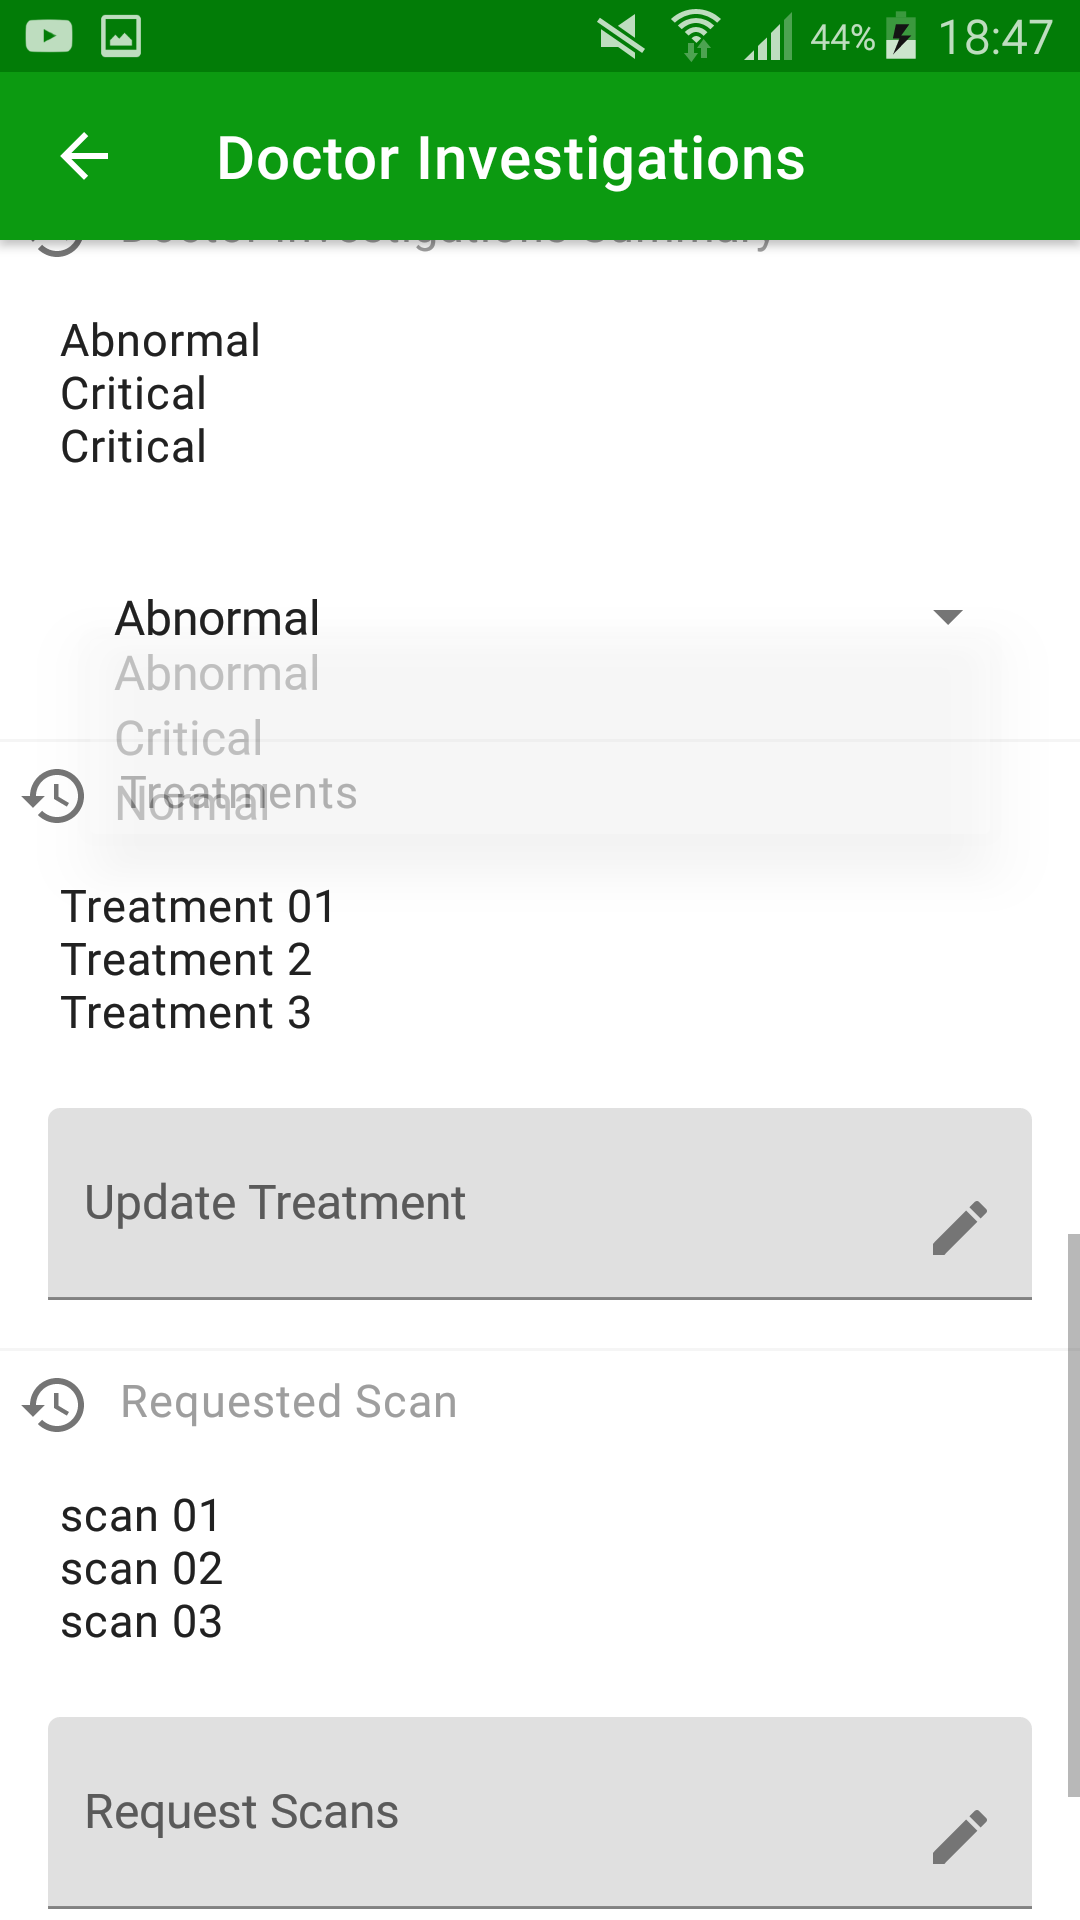 44% 18:47
Doctor Investigations
Doctor Investigations Summary
Abnormal
Critical
Critical
Abnormal
Abnormal
Critical
Treatments
Normal
Treatment 01
Treatment 2
Treatment 3
Update Treatment
Requested Scan
scan 01
scan 02
scan 03
Request Scans